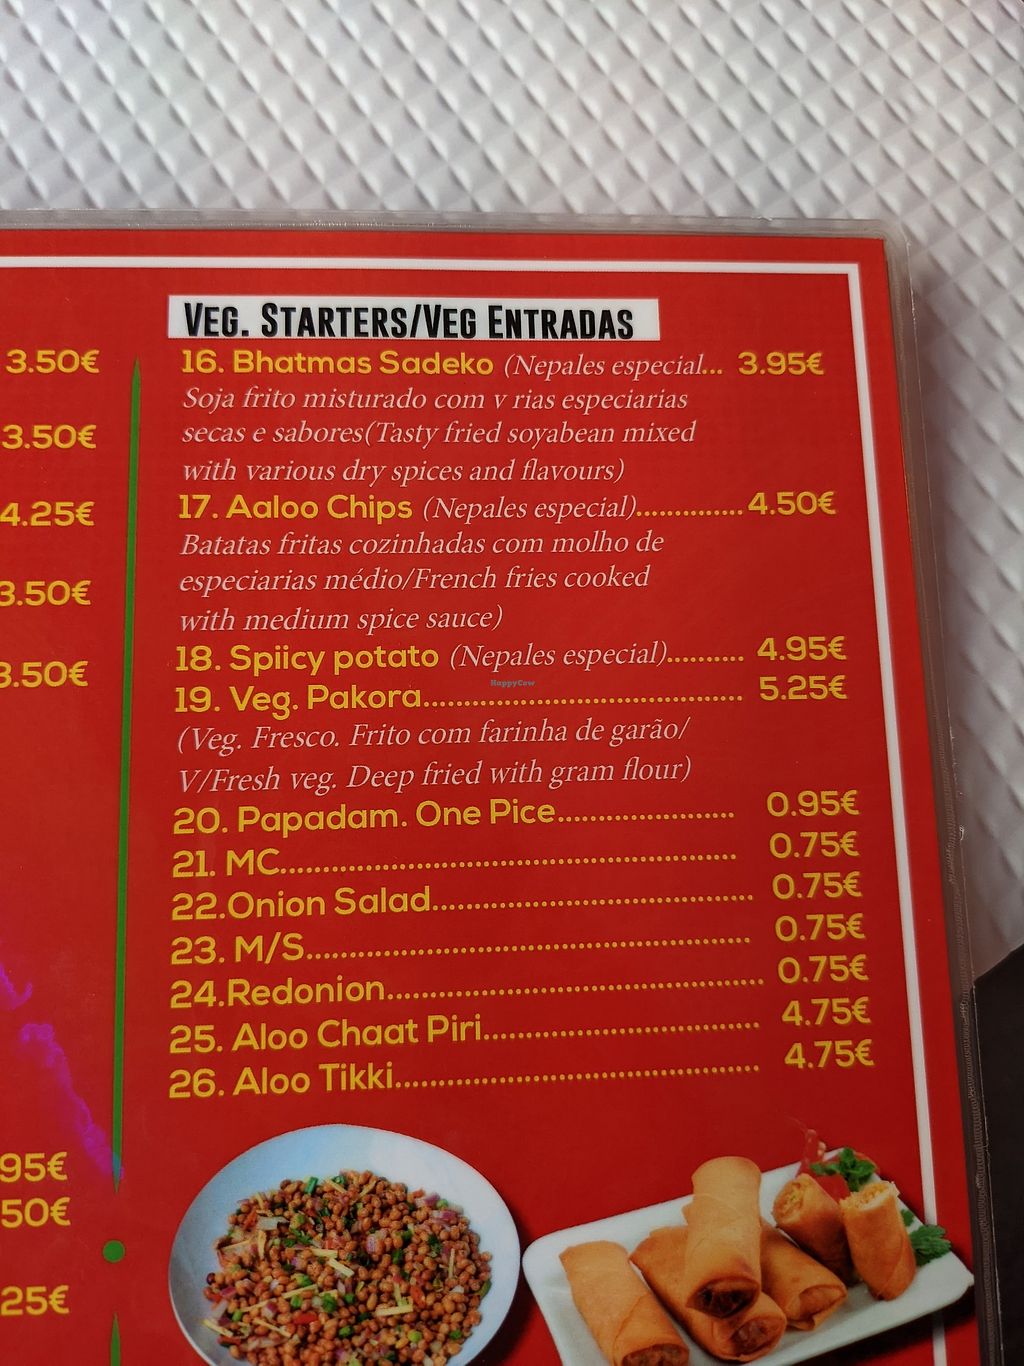 VEG. STARTERS/VEG ENTRADAS
16. Bhatmas Sadeko (Nepales especial... 3.95€
Soja frito misturado com v rias especiarias
secas e sabores(Tasty fried soyabean mixed
with various dry spices and flavours)
17. Aaloo Chips (Nepales especial)..............4.50€
Batatas fritas cozinhadas com molho de
especiarias médio/French fries cooked
with medium spice sauce)
18. Spiicy potato (Nepales especial).......... 4.95€
19. Veg. Pakora.......................................... 5.25€
(Veg. Fresco. Frito com farinha de garão/
V/Fresh veg. Deep fried with gram flour)
20. Papadam. One Pice....................... 0.95€
21. MC........................................................... 0.75€
22.Onion Salad......................................... 0.75€
23. M/S......................................................... 0.75€
24.Redonion................................................ 0.75€
25. Aloo Chaat Piri................................... 4.75€
26. Aloo Tikki.............................................. 4.75€
3.50€
3.50€
4.25€
3.50€
3.50€
95€
50€
25€
HappyCow